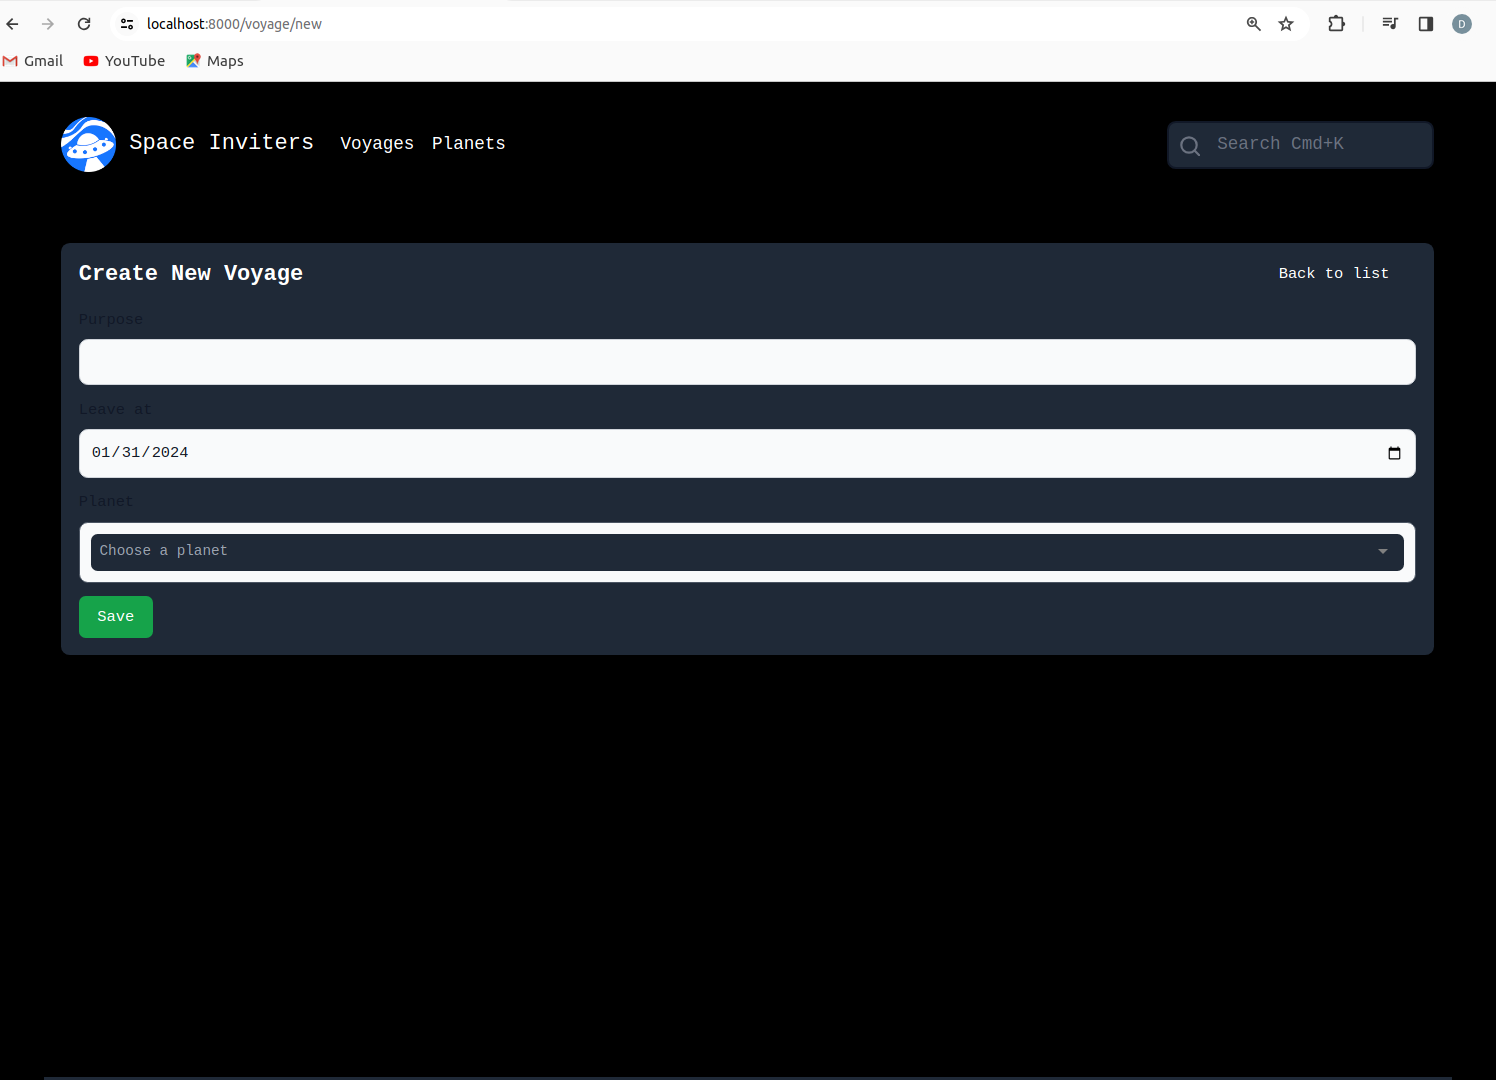 localhost:8000/voyage/new
D
Gmail YouTube Maps
Space Inviters Voyages Planets Search Cmd+K
Create New Voyage Back to list
Purpose
Leave at
01/31/2024
Planet
Choose a planet
Save